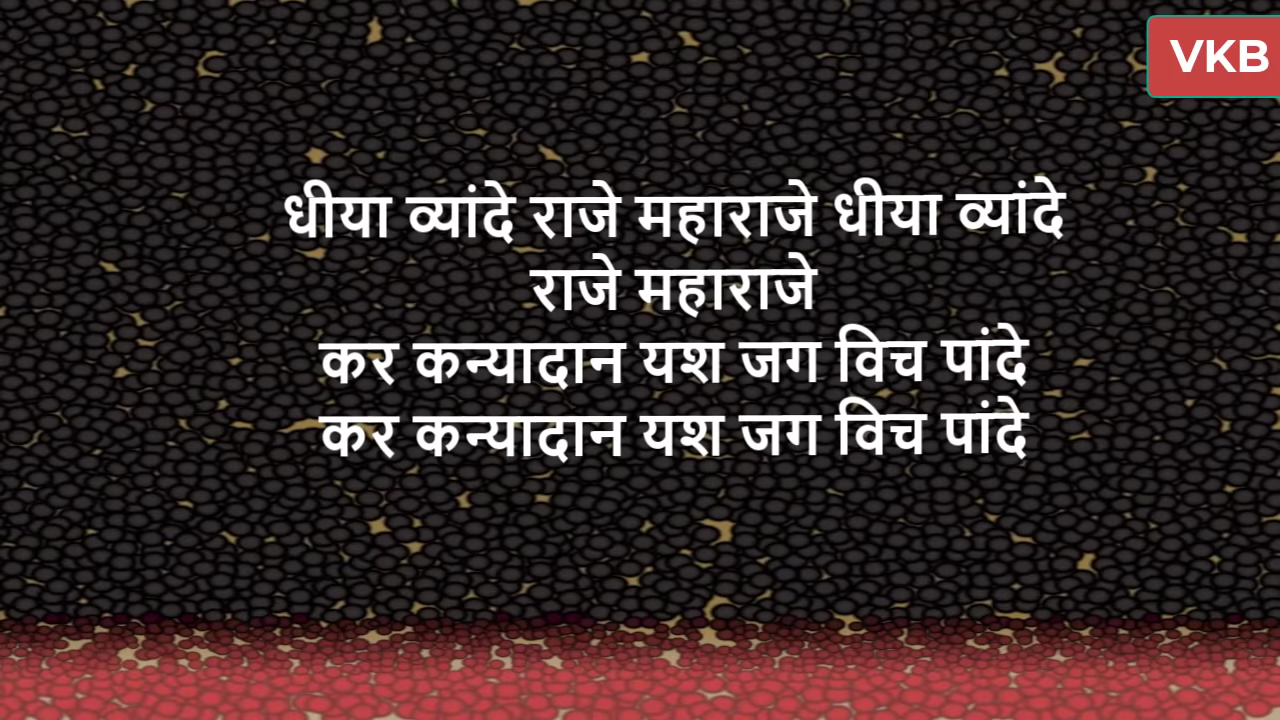 VKB
धीया व्यांदे राजे महाराजे धीया व्यांदे
राजे महाराजे
कर कन्यादान यश जग विच पांदे
कर कन्यादान यश जग विच पांदे